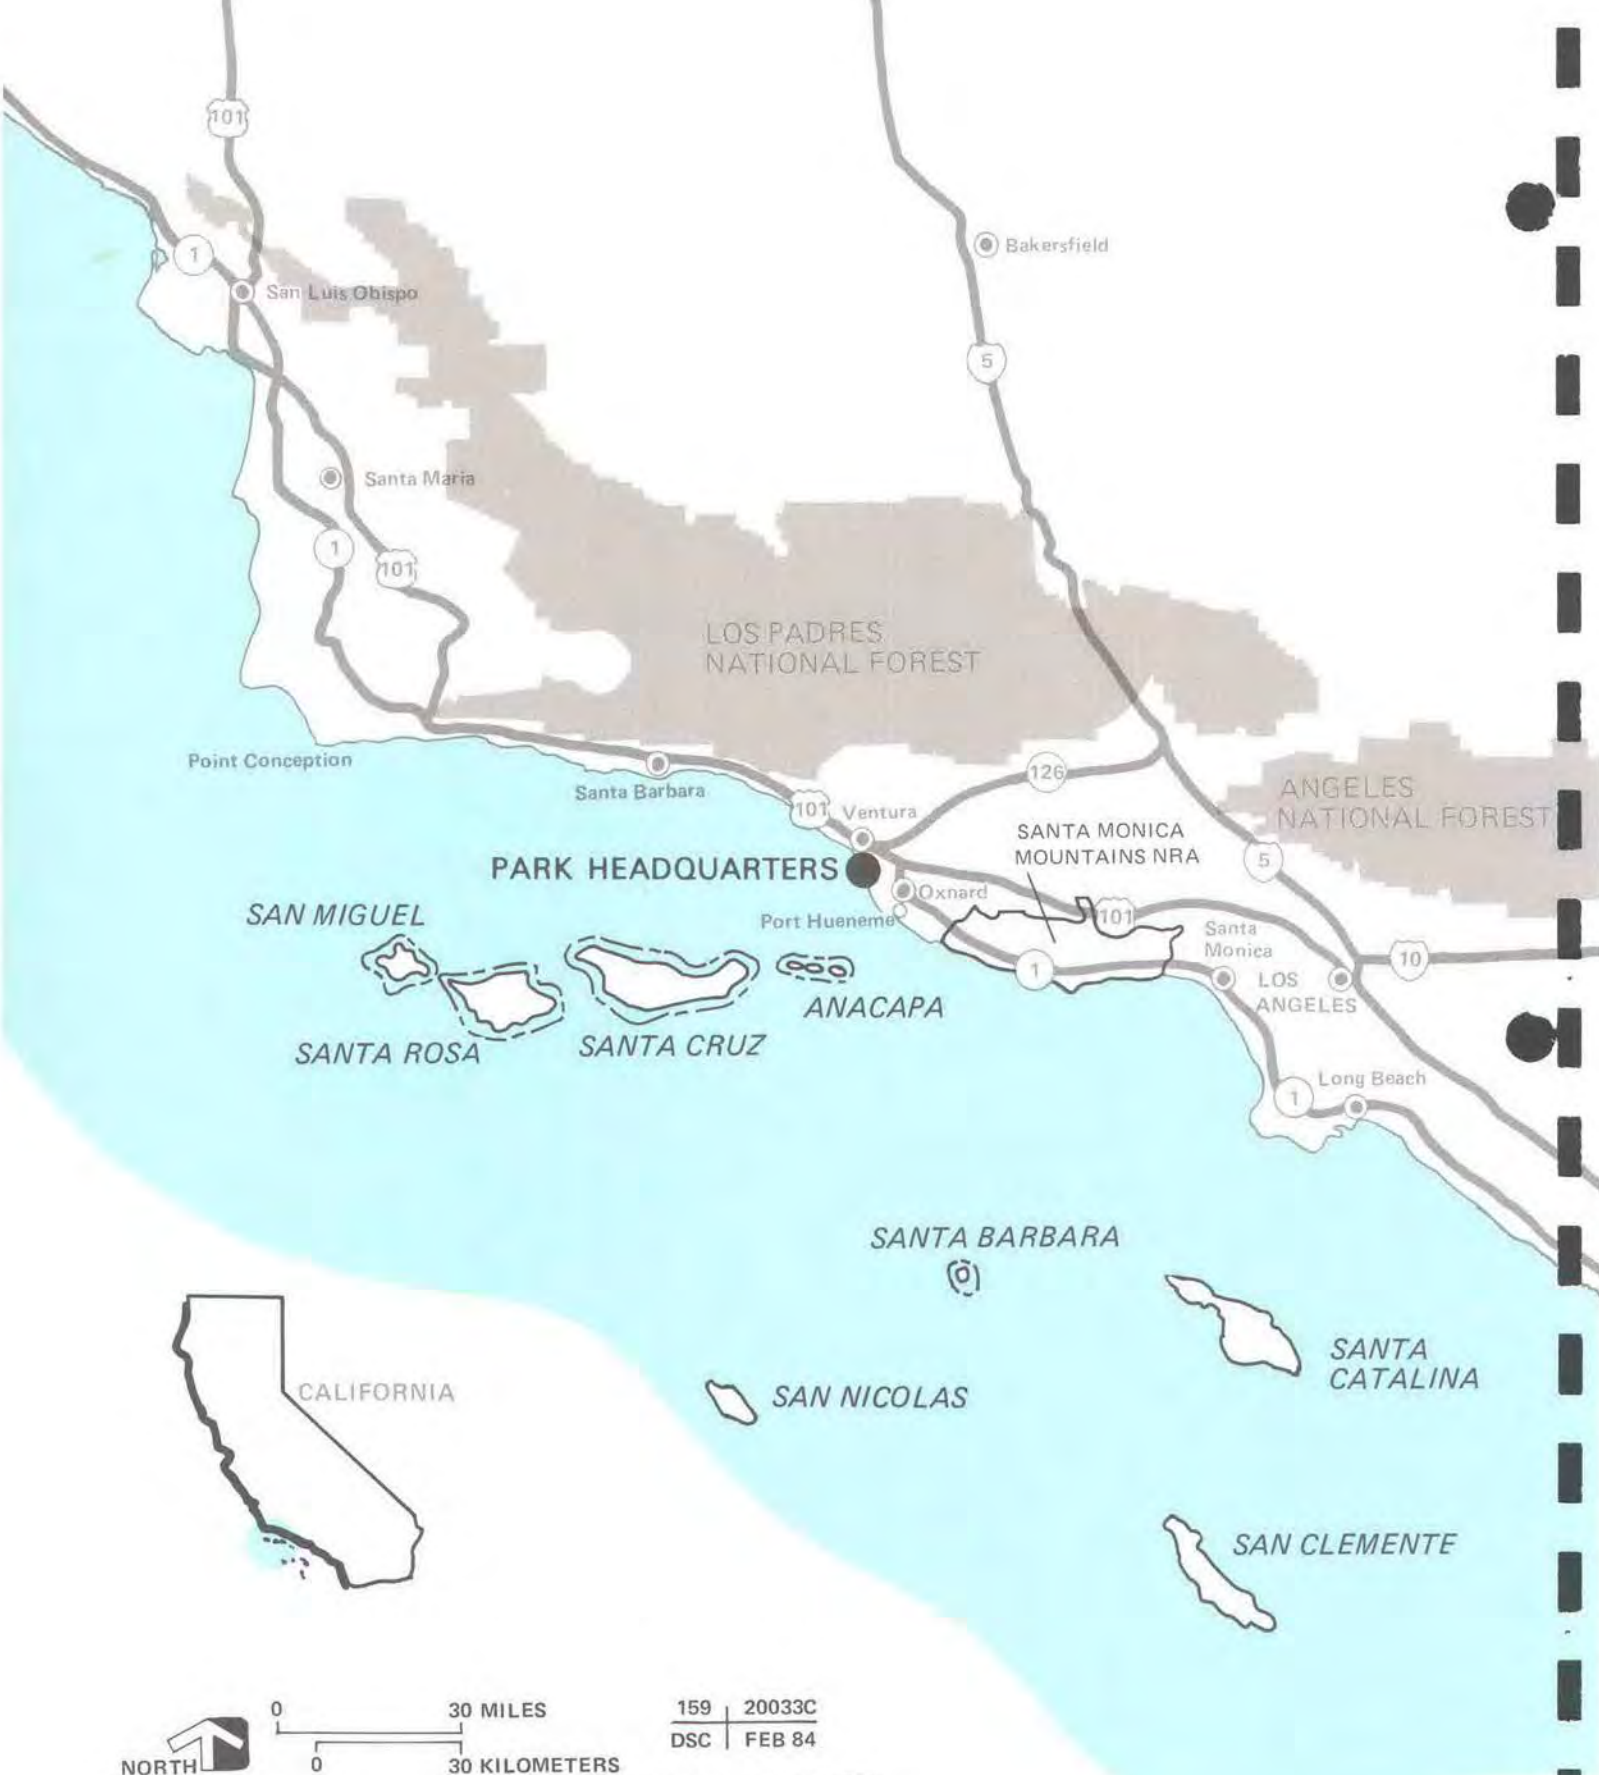 101
1
San Luis Obispo
Bakersfield
5
Santa Maria
1
101
LOS PADRES
NATIONAL FOREST
Point Conception
Santa Barbara
126
101
Ventura
ANGELES
NATIONAL FOREST
SANTA MONICA
MOUNTAINS NRA
PARK HEADQUARTERS
5
Oxnard
SAN MIGUEL
Port Hueneme
101
Santa
Monica
10
1
LOS
ANGELES
ANACAPA
SANTA ROSA
SANTA CRUZ
Long Beach
1
SANTA BARBARA
SANTA
CATALINA
CALIFORNIA
SAN NICOLAS
SAN CLEMENTE
0 30 MILES
159 20033C
DSC FEB 84
NORTH
0 30 KILOMETERS